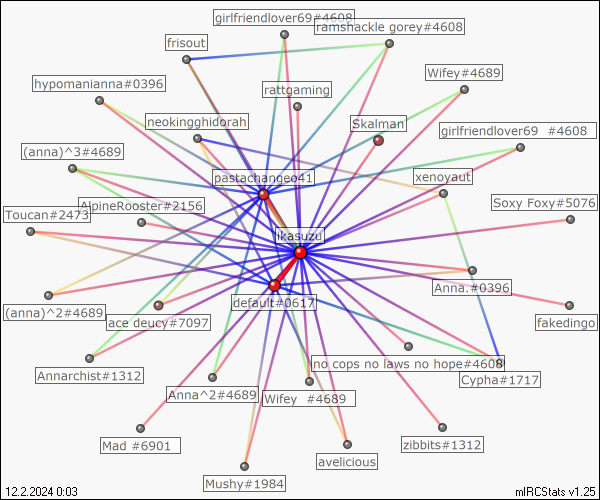 girlfriendlover69#4608
ramshackle gorey#4608
frisout
Wifey#4689
hypomanianna#0396
rattgaming
neokingghidorah
Skalman
girlfriendlover69 #4608
(anna)^3#4689
pastachangeo41
xenoyaut
AlpineRooster#2156
Soxy Foxy#5076
Toucan#2473
ikasuzu
Anna.#0396
default#0617
(anna)^2#4689
ace deucy#7097
fakedingo
no cops no laws no hope#4608
Annarchist#1312
Cypha#1717
Anna^2#4689
Wifey #4689
Mad #6901
zibbits#1312
avelicious
Mushy#1984
12.2.2024 0:03
mIRCStats v1.25